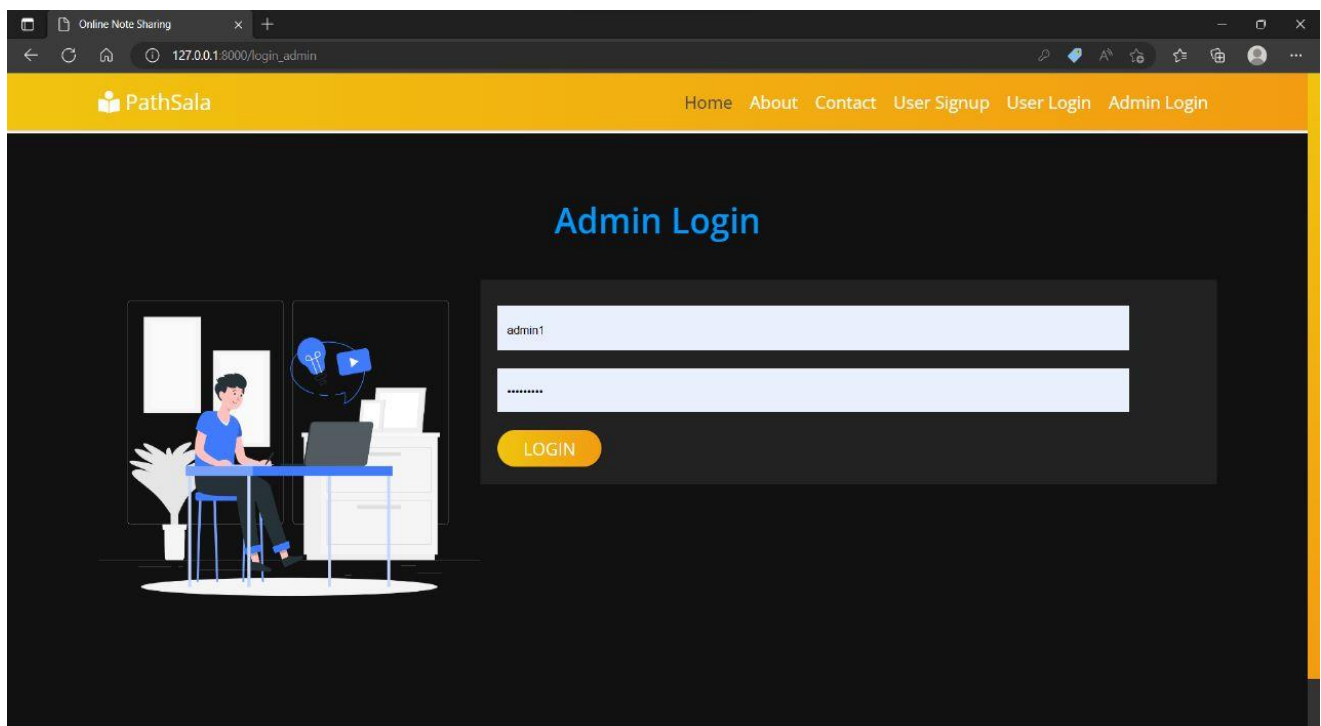 Online Note Sharing
127.0.0.1:8000/login_admin
PathSala
Home About Contact User Signup User Login Admin Login
Admin Login
admin1
•••••••••
LOGIN